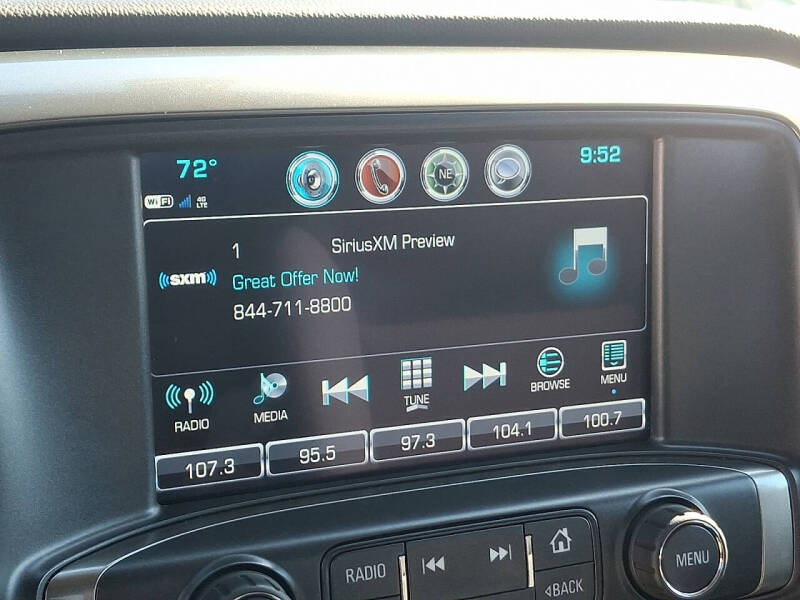 72°
NE
9:52
WiFi 4G LTE
1 SiriusXM Preview
((sxm)) Great Offer Now!
844-711-8800
RADIO MEDIA TUNE BROWSE MENU
107.3 95.5 97.3 104.1 100.7
RADIO
MENU
BACK